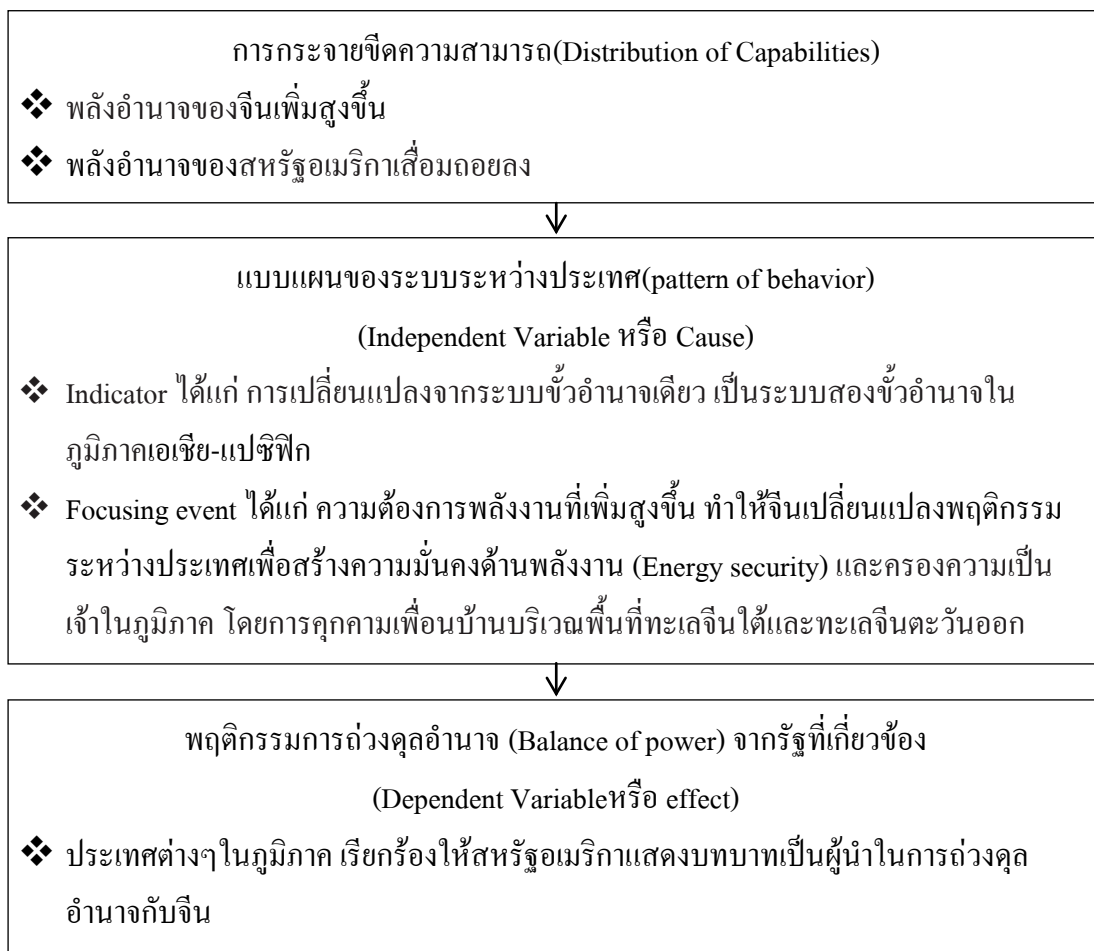 การกระจายขีดความสามารถ(Distribution of Capabilities)
❖ พลังอำนาจของจีนเพิ่มสูงขึ้น
❖ พลังอำนาจของสหรัฐอเมริกาเสื่อมถอยลง
แบบแผนของระบบระหว่างประเทศ(pattern of behavior)
(Independent Variable หรือ Cause)
❖ Indicator ได้แก่ การเปลี่ยนแปลงจากระบบขั้วอำนาจเดียว เป็นระบบสองขั้วอำนาจใน
ภูมิภาคเอเชีย-แปซิฟิก
❖ Focusing event ได้แก่ ความต้องการพลังงานที่เพิ่มสูงขึ้น ทำให้จีนเปลี่ยนแปลงพฤติกรรม
ระหว่างประเทศเพื่อสร้างความมั่นคงด้านพลังงาน (Energy security) และครองความเป็น
เจ้าในภูมิภาค โดยการคุกคามเพื่อนบ้านบริเวณพื้นที่ทะเลจีนใต้และทะเลจีนตะวันออก
พฤติกรรมการถ่วงดุลอำนาจ (Balance of power) จากรัฐที่เกี่ยวข้อง
(Dependent Variableหรือ effect)
❖ ประเทศต่างๆในภูมิภาค เรียกร้องให้สหรัฐอเมริกาแสดงบทบาทเป็นผู้นำในการถ่วงดุล
อำนาจกับจีน